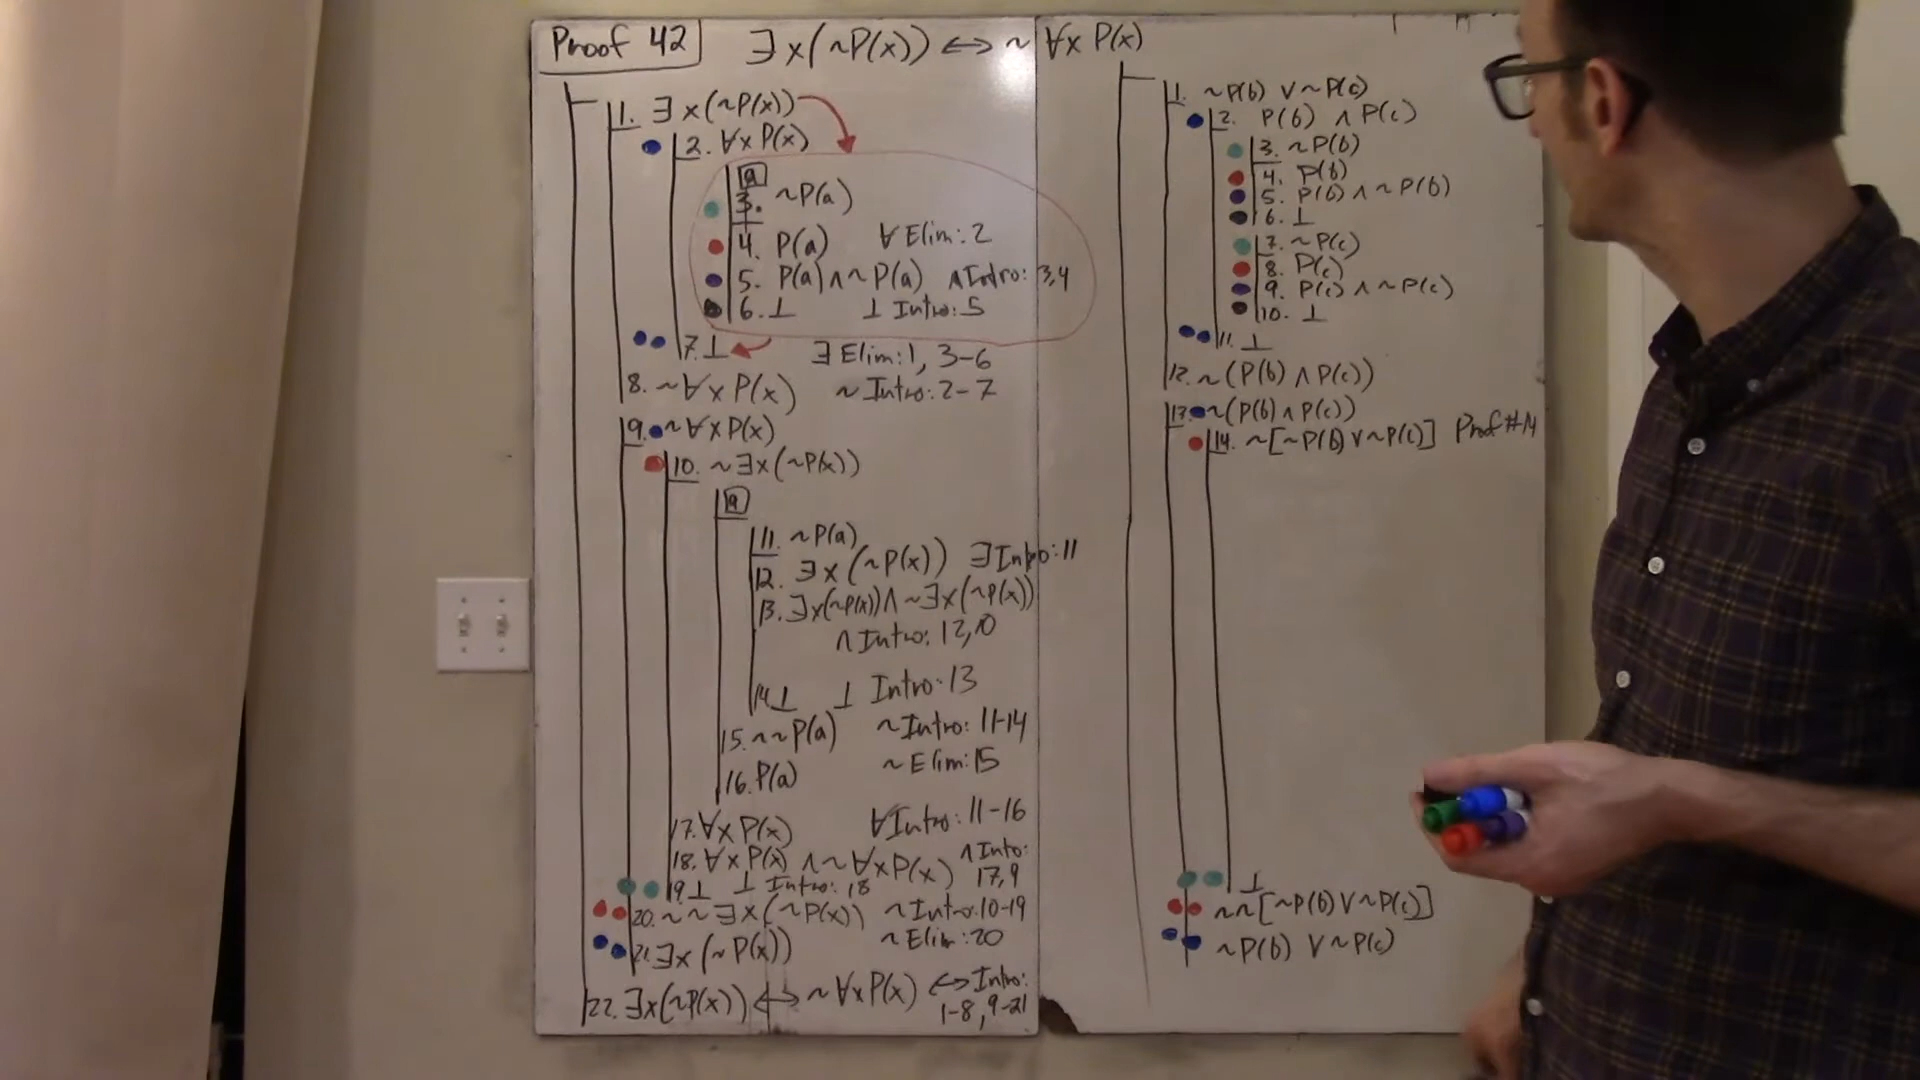 Proof 42 ∃x(~P(x)) ↔ ~∀x P(x)
1. ∃x(~P(x))
2. ∀x P(x)
a
3. ~P(a)
4. P(a) ∀ Elim: 2
5. P(a) ∧ ~P(a) ∧ Intro: 3,4
6. ⊥ ⊥ Intro: 5
7. ⊥ ∃ Elim: 1, 3-6
8. ~∀x P(x) ~ Intro: 2-7
9. ~∀x P(x)
10. ~∃x(~P(x))
a
11. ~P(a)
12. ∃x(~P(x)) ∃ Intro: 11
13. ∃x(~P(x)) ∧ ~∃x(~P(x))
∧ Intro: 12,10
14. ⊥ ⊥ Intro: 13
15. ~~P(a) ~ Intro: 11-14
16. P(a) ~ Elim: 15
17. ∀x P(x) ∀ Intro: 11-16
18. ∀x P(x) ∧ ~∀x P(x) ∧ Intro:
17,9
19. ⊥ ⊥ Intro: 18
20. ~~∃x(~P(x)) ~ Intro: 10-19
21. ∃x(~P(x)) ~ Elim: 20
22. ∃x(~P(x)) ↔ ~∀x P(x) ↔ Intro:
1-8, 9-21
1. ~P(b) ∨ ~P(c)
2. P(b) ∧ P(c)
3. ~P(b)
4. P(b)
5. P(b) ∧ ~P(b)
6. ⊥
7. ~P(c)
8. P(c)
9. P(c) ∧ ~P(c)
10. ⊥
11. ⊥
12. ~(P(b) ∧ P(c))
13. ~(P(b) ∧ P(c))
14. ~[~P(b) ∨ ~P(c)] Proof #14
⊥
~~[~P(b) ∨ ~P(c)]
~P(b) ∨ ~P(c)